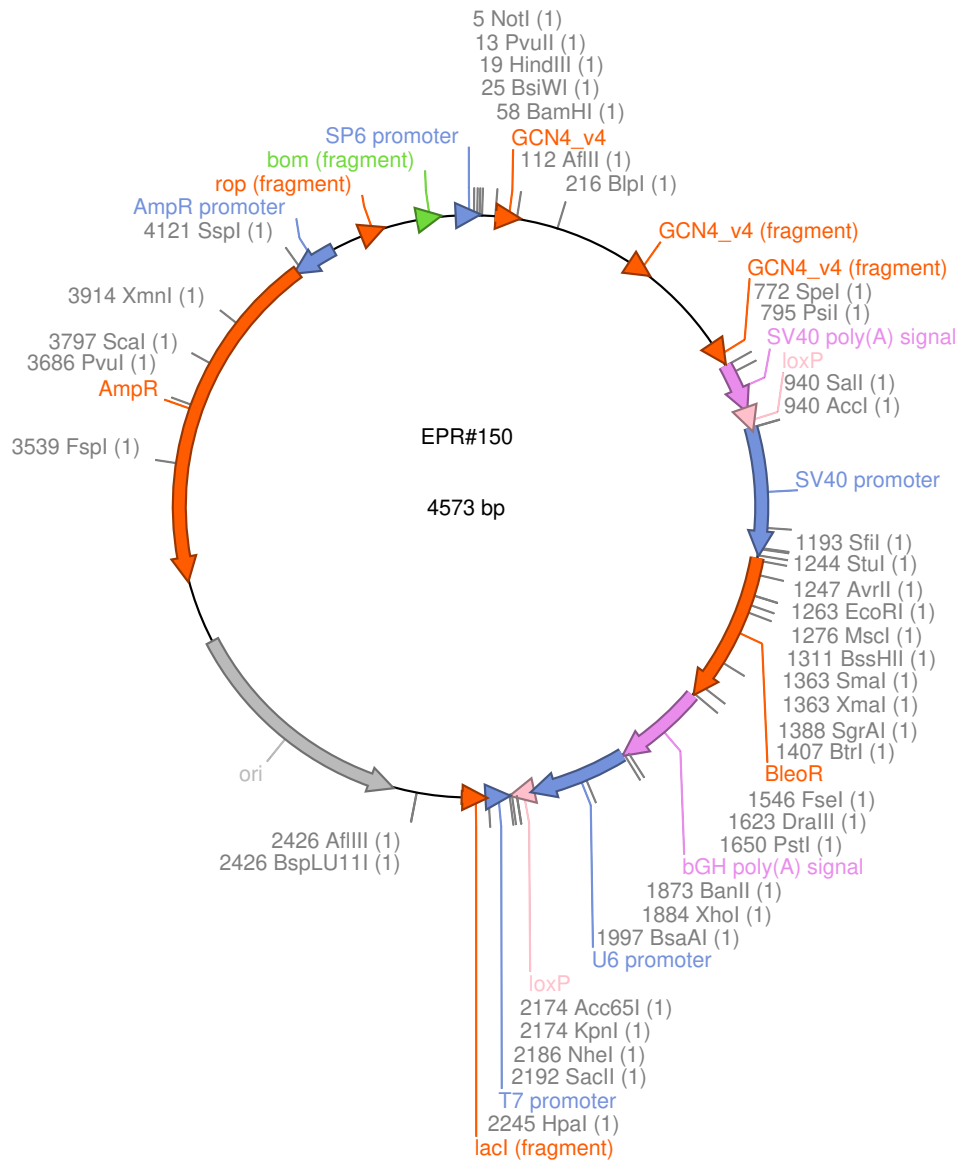 5 NotI (1)
13 PvuII (1)
19 HindIII (1)
25 BsiWI (1)
58 BamHI (1)
SP6 promoter
GCN4_v4
bom (fragment)
112 AflII (1)
rop (fragment)
216 BlpI (1)
AmpR promoter
4121 SspI (1)
GCN4_v4 (fragment)
GCN4_v4 (fragment)
772 SpeI (1)
3914 XmnI (1)
795 PsiI (1)
3797 ScaI (1)
SV40 poly(A) signal
3686 PvuI (1)
loxP
AmpR
940 SalI (1)
940 AccI (1)
EPR#150
3539 FspI (1)
SV40 promoter
4573 bp
1193 SfiI (1)
1244 StuI (1)
1247 AvrII (1)
1263 EcoRI (1)
1276 MscI (1)
1311 BssHII (1)
1363 SmaI (1)
1363 XmaI (1)
1388 SgrAI (1)
1407 BtrI (1)
ori
BleoR
1546 FseI (1)
1623 DraIII (1)
2426 AflIII (1)
1650 PstI (1)
2426 BspLU11I (1)
bGH poly(A) signal
1873 BanII (1)
1884 XhoI (1)
1997 BsaAI (1)
U6 promoter
loxP
2174 Acc65I (1)
2174 KpnI (1)
2186 NheI (1)
2192 SacII (1)
T7 promoter
2245 HpaI (1)
lacI (fragment)